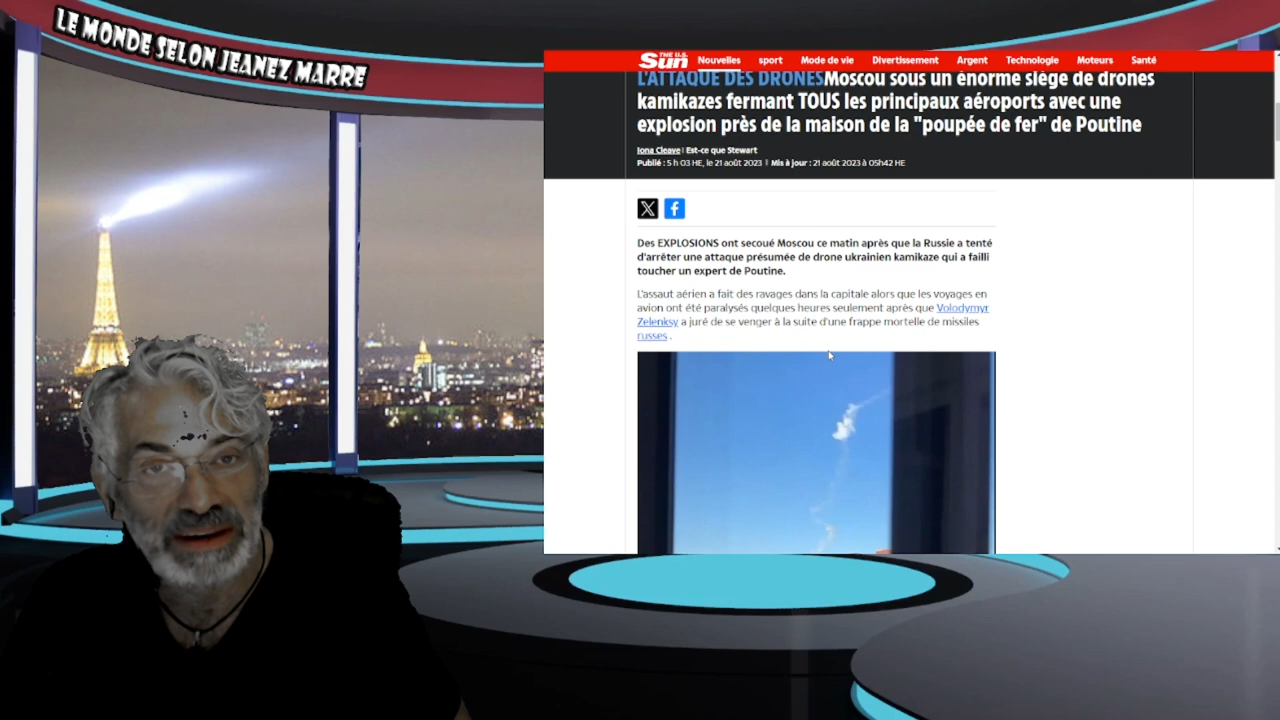 LE MONDE SELON JEANEZ MARRE
THE U.S. Sun Nouvelles sport Mode de vie Divertissement Argent Technologie Moteurs Santé
L'ATTAQUE DES DRONESMoscou sous un énorme siège de drones
kamikazes fermant TOUS les principaux aéroports avec une
explosion près de la maison de la "poupée de fer" de Poutine
Iona Cleave | Est-ce que Stewart
Publié : 5 h 03 HE, le 21 août 2023 | Mis à jour : 21 août 2023 à 05h42 HE
Des EXPLOSIONS ont secoué Moscou ce matin après que la Russie a tenté
d'arrêter une attaque présumée de drone ukrainien kamikaze qui a failli
toucher un expert de Poutine.
L'assaut aérien a fait des ravages dans la capitale alors que les voyages en
avion ont été paralysés quelques heures seulement après que Volodymyr
Zelenksy a juré de se venger à la suite d'une frappe mortelle de missiles
russes .